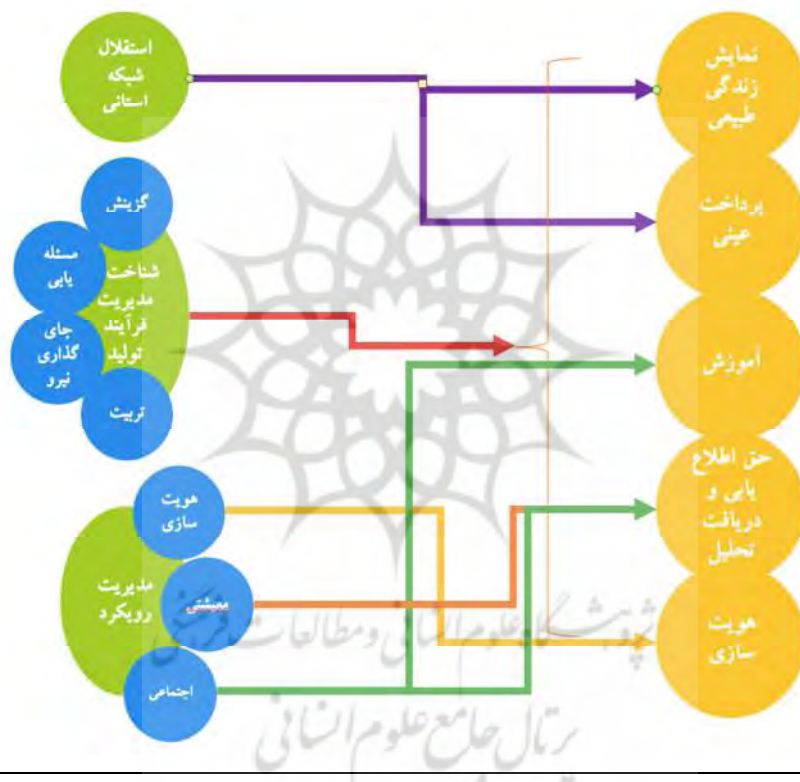 استقلال
شبکه
استانی
نمایش
زندگی
طبیعی
گزینش
پرداخت
عینی
مسئله
یابی
شناخت
مدیریت
فرآیند
تولید
جای
گذاری
نیرو
آموزش
تربیت
حق اطلاع
یابی و
دریافت
تحلیل
هویت
سازی
مدیریت
رویکرد
معیشتی
هویت
سازی
اجتماعی
پژوهشگاه علوم انسانی و مطالعات فرهنگی
پرتال جامع علوم انسانی